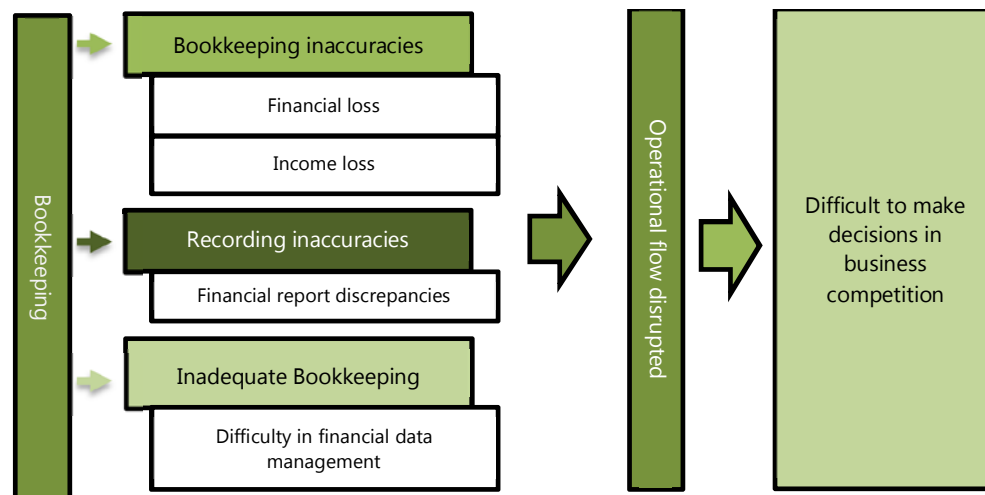 Bookkeeping
Bookkeeping inaccuracies
Financial loss
Income loss
Recording inaccuracies
Financial report discrepancies
Inadequate Bookkeeping
Difficulty in financial data
management
Operational flow disrupted
Difficult to make
decisions in
business
competition